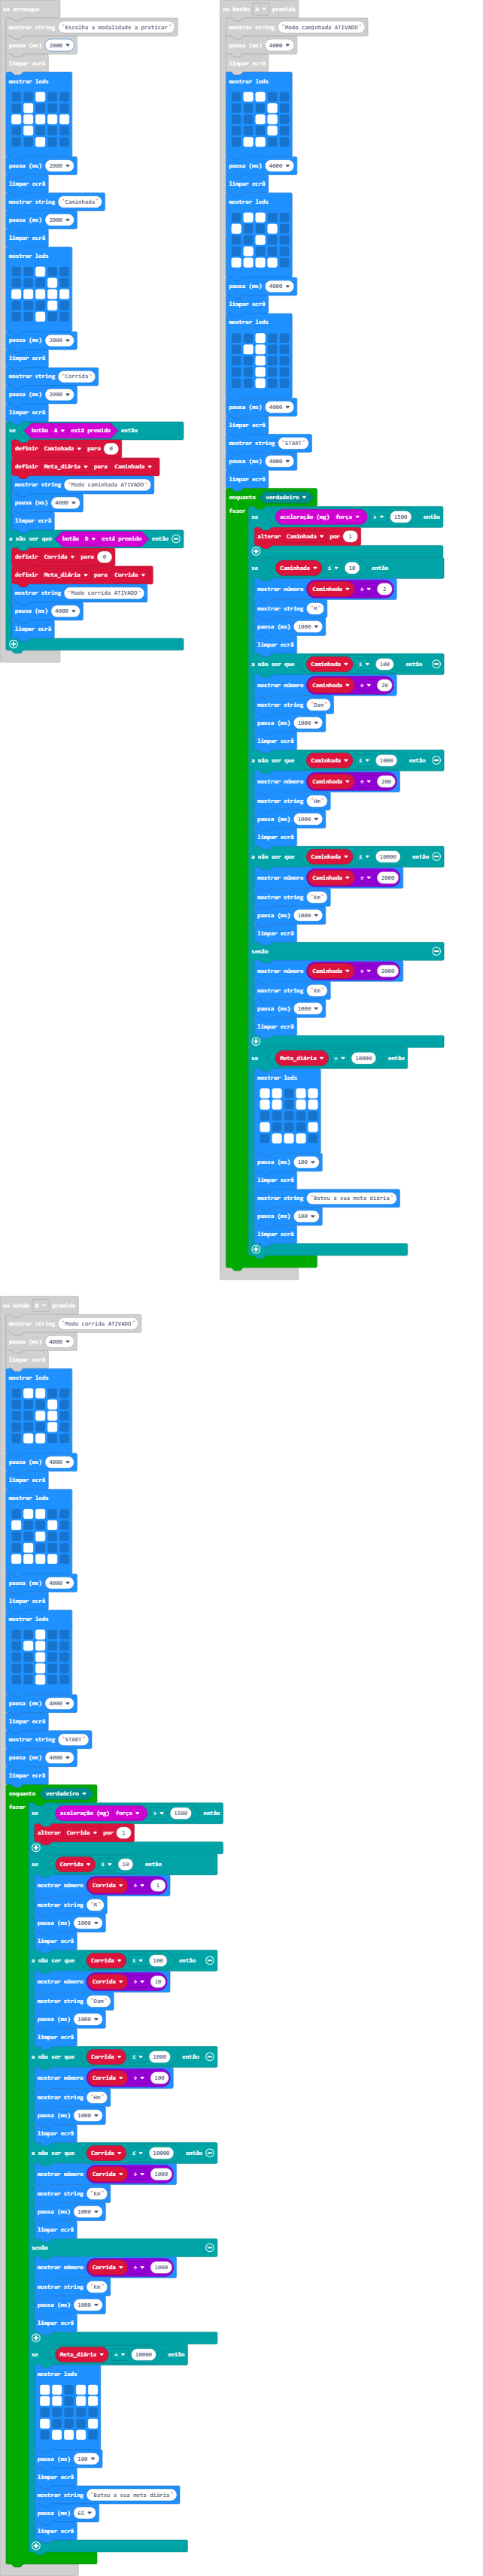 no arranque
mostrar string "Escolha a modalidade a praticar"
pausa (ms) 2000
limpar ecrã
mostrar leds
pausa (ms) 2000
limpar ecrã
mostrar string "Caminhada"
pausa (ms) 2000
limpar ecrã
mostrar leds
pausa (ms) 2000
limpar ecrã
mostrar string "Corrida"
pausa (ms) 2000
limpar ecrã
se botão A está premido então
definir Caminhada para 0
definir Meta_diária para Caminhada
mostrar string "Modo caminhada ATIVADO"
pausa (ms) 4000
limpar ecrã
a não ser que botão B está premido então
definir Corrida para 0
definir Meta_diária para Corrida
mostrar string "Modo corrida ATIVADO"
pausa (ms) 4000
limpar ecrã
no botão A premido
mostrar string "Modo caminhada ATIVADO"
pausa (ms) 4000
limpar ecrã
mostrar leds
pausa (ms) 4000
limpar ecrã
mostrar leds
pausa (ms) 4000
limpar ecrã
mostrar leds
pausa (ms) 4000
limpar ecrã
mostrar string "START"
pausa (ms) 4000
limpar ecrã
enquanto verdadeiro
fazer
se aceleração (mg) força > 1500 então
alterar Caminhada por 1
se Caminhada ≤ 10 então
mostrar número Caminhada ÷ 2
mostrar string "M"
pausa (ms) 1000
limpar ecrã
a não ser que Caminhada ≤ 100 então
mostrar número Caminhada ÷ 20
mostrar string "Dam"
pausa (ms) 1000
limpar ecrã
a não ser que Caminhada ≤ 1000 então
mostrar número Caminhada ÷ 200
mostrar string "Hm"
pausa (ms) 1000
limpar ecrã
a não ser que Caminhada ≤ 10000 então
mostrar número Caminhada ÷ 2000
mostrar string "Km"
pausa (ms) 1000
limpar ecrã
senão
mostrar número Caminhada ÷ 2000
mostrar string "Km"
pausa (ms) 1000
limpar ecrã
se Meta_diária = 10000 então
mostrar leds
pausa (ms) 100
limpar ecrã
mostrar string "Bateu a sua meta diária"
pausa (ms) 100
limpar ecrã
no botão B premido
mostrar string "Modo corrida ATIVADO"
pausa (ms) 4000
limpar ecrã
mostrar leds
pausa (ms) 4000
limpar ecrã
mostrar leds
pausa (ms) 4000
limpar ecrã
mostrar leds
pausa (ms) 4000
limpar ecrã
mostrar string "START"
pausa (ms) 4000
limpar ecrã
enquanto verdadeiro
fazer
se aceleração (mg) força > 1500 então
alterar Corrida por 1
se Corrida ≤ 10 então
mostrar número Corrida ÷ 1
mostrar string "M"
pausa (ms) 1000
limpar ecrã
a não ser que Corrida ≤ 100 então
mostrar número Corrida ÷ 10
mostrar string "Dam"
pausa (ms) 1000
limpar ecrã
a não ser que Corrida ≤ 1000 então
mostrar número Corrida ÷ 100
mostrar string "Hm"
pausa (ms) 1000
limpar ecrã
a não ser que Corrida ≤ 10000 então
mostrar número Corrida ÷ 1000
mostrar string "Km"
pausa (ms) 1000
limpar ecrã
senão
mostrar número Corrida ÷ 1000
mostrar string "Km"
pausa (ms) 1000
limpar ecrã
se Meta_diária = 10000 então
mostrar leds
pausa (ms) 100
limpar ecrã
mostrar string "Bateu a sua meta diária"
pausa (ms) 65
limpar ecrã